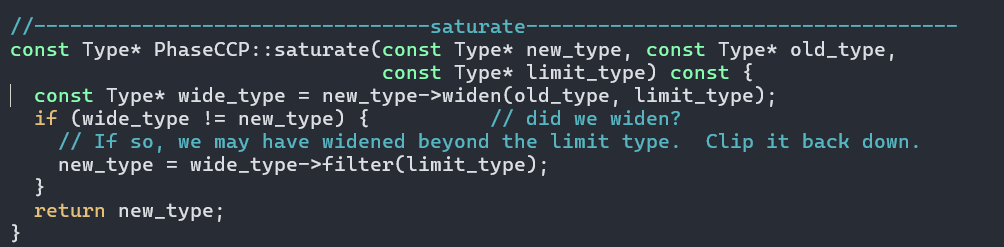 //---------------------------------saturate------------------------------------
const Type* PhaseCCP::saturate(const Type* new_type, const Type* old_type,
                               const Type* limit_type) const {
  const Type* wide_type = new_type->widen(old_type, limit_type);
  if (wide_type != new_type) {          // did we widen?
    // If so, we may have widened beyond the limit type.  Clip it back down.
    new_type = wide_type->filter(limit_type);
  }
  return new_type;
}